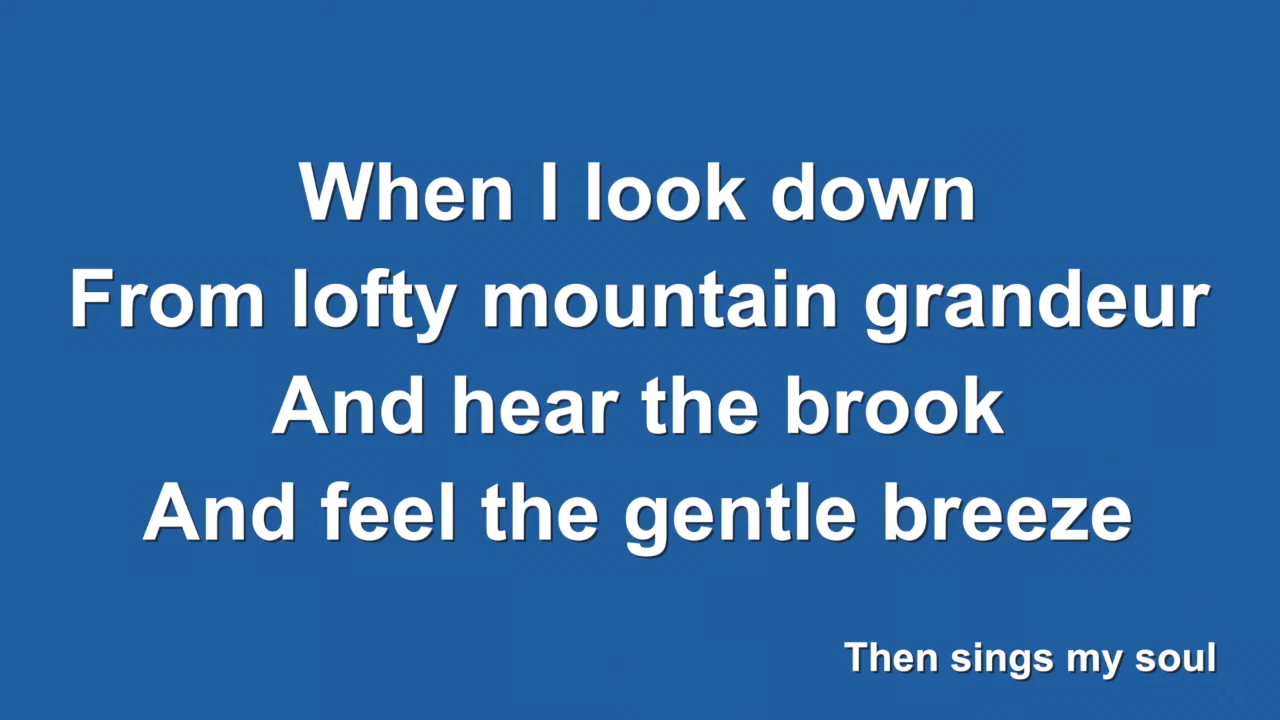 When I look down
From lofty mountain grandeur
And hear the brook
And feel the gentle breeze
Then sings my soul